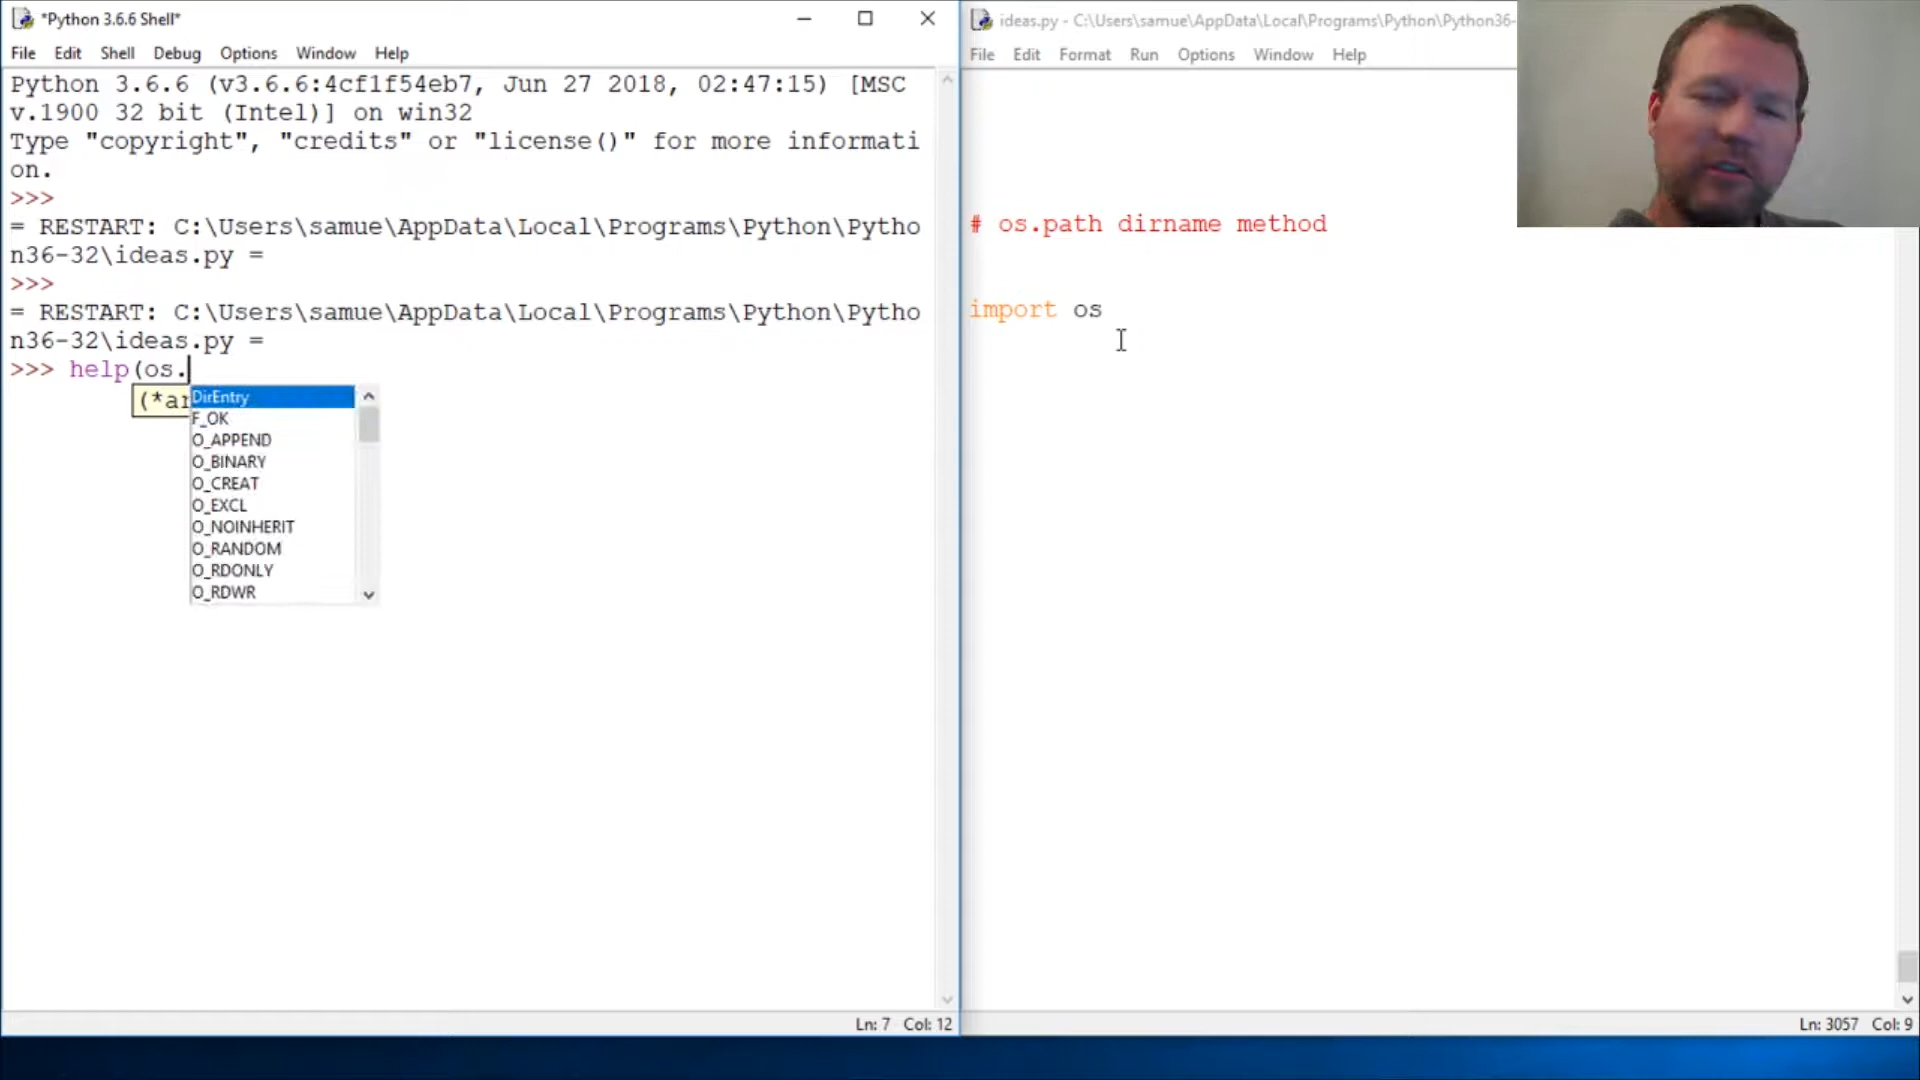 *Python 3.6.6 Shell*
File Edit Shell Debug Options Window Help
Python 3.6.6 (v3.6.6:4cf1f54eb7, Jun 27 2018, 02:47:15) [MSC
v.1900 32 bit (Intel)] on win32
Type "copyright", "credits" or "license()" for more informati
on.
>>>
= RESTART: C:\Users\samue\AppData\Local\Programs\Python\Pytho
n36-32\ideas.py =
>>>
= RESTART: C:\Users\samue\AppData\Local\Programs\Python\Pytho
n36-32\ideas.py =
>>> help(os.
(*ar
DirEntry
F_OK
O_APPEND
O_BINARY
O_CREAT
O_EXCL
O_NOINHERIT
O_RANDOM
O_RDONLY
O_RDWR
Ln: 7 Col: 12
ideas.py - C:\Users\samue\AppData\Local\Programs\Python\Python36-
File Edit Format Run Options Window Help
# os.path dirname method
import os
Ln: 3057 Col: 9